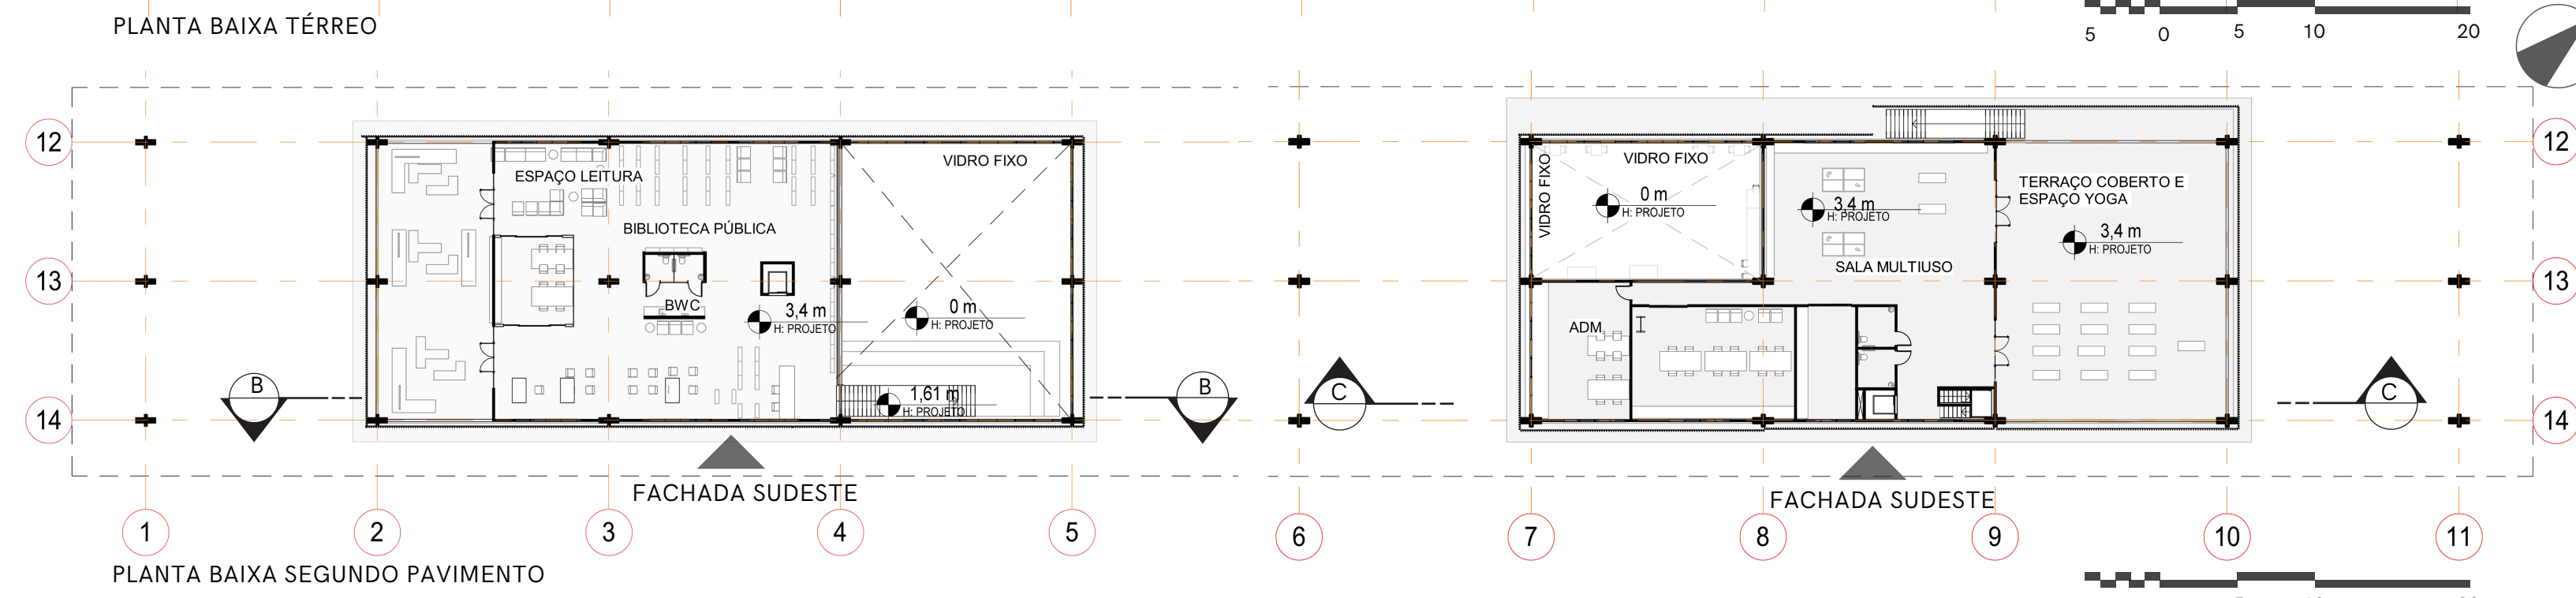 PLANTA BAIXA TÉRREO
5 0 5 10 20
12
13
14
ESPAÇO LEITURA
BIBLIOTECA PÚBLICA
BWC
3,4 m
H: PROJETO
VIDRO FIXO
0 m
H: PROJETO
1,61 m
H: PROJETO
B
B
FACHADA SUDESTE
1 2 3 4 5
VIDRO FIXO
VIDRO FIXO
0 m
H: PROJETO
3,4 m
H: PROJETO
SALA MULTIUSO
TERRAÇO COBERTO E
ESPAÇO YOGA
3,4 m
H: PROJETO
ADM
C
C
12
13
14
FACHADA SUDESTE
6 7 8 9 10 11
PLANTA BAIXA SEGUNDO PAVIMENTO